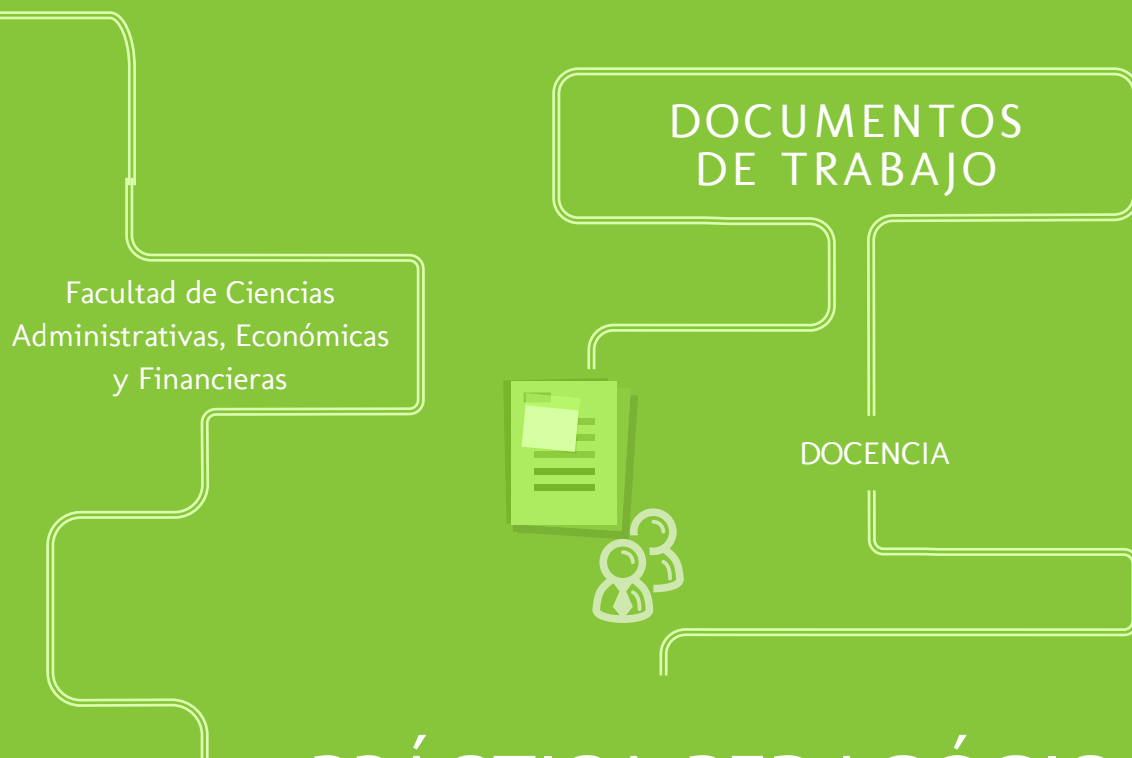 DOCUMENTOS
DE TRABAJO
Facultad de Ciencias
Administrativas, Económicas
y Financieras
DOCENCIA